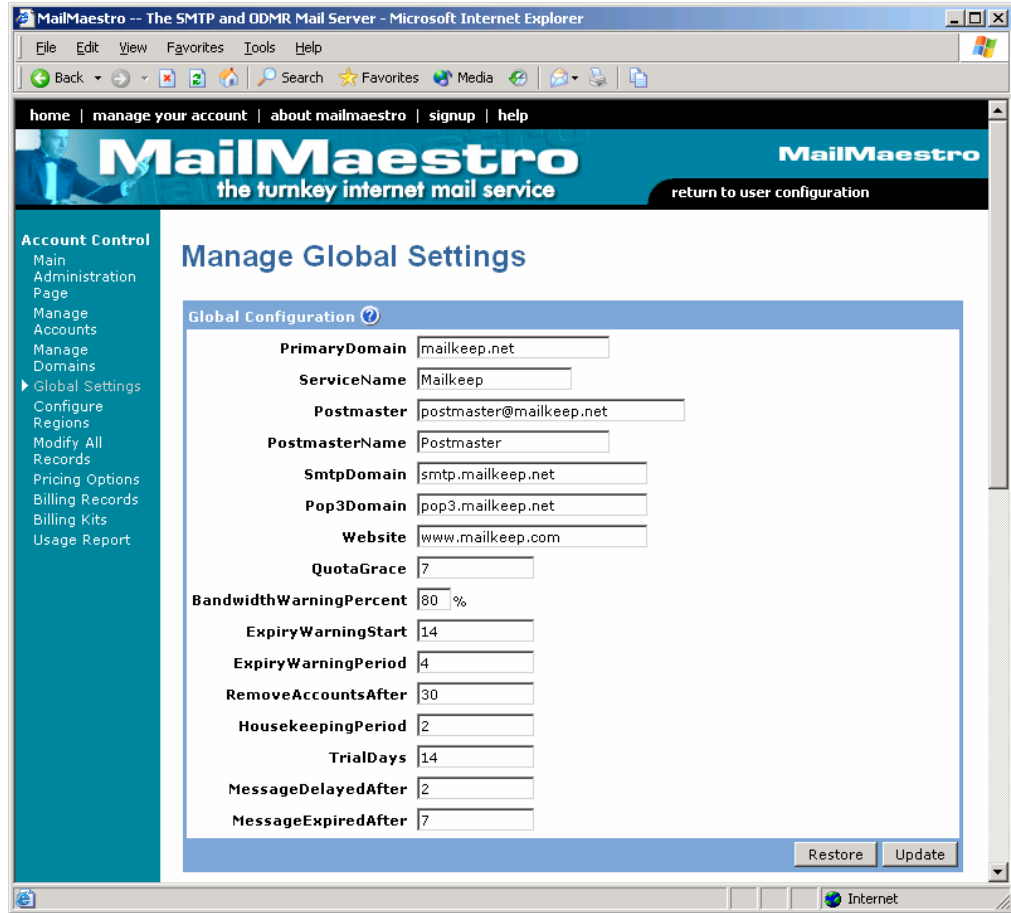 MailMaestro -- The SMTP and ODMR Mail Server - Microsoft Internet Explorer
File Edit View Favorites Tools Help
Back Search Favorites Media
home | manage your account | about mailmaestro | signup | help
MailMaestro
the turnkey internet mail service
MailMaestro
return to user configuration
Account Control
Main
Administration
Page
Manage
Accounts
Manage
Domains
Global Settings
Configure
Regions
Modify All
Records
Pricing Options
Billing Records
Billing Kits
Usage Report
Manage Global Settings
Global Configuration ?
PrimaryDomain mailkeep.net
ServiceName Mailkeep
Postmaster postmaster@mailkeep.net
PostmasterName Postmaster
SmtpDomain smtp.mailkeep.net
Pop3Domain pop3.mailkeep.net
Website www.mailkeep.com
QuotaGrace 7
BandwidthWarningPercent 80 %
ExpiryWarningStart 14
ExpiryWarningPeriod 4
RemoveAccountsAfter 30
HousekeepingPeriod 2
TrialDays 14
MessageDelayedAfter 2
MessageExpiredAfter 7
Restore Update
Internet